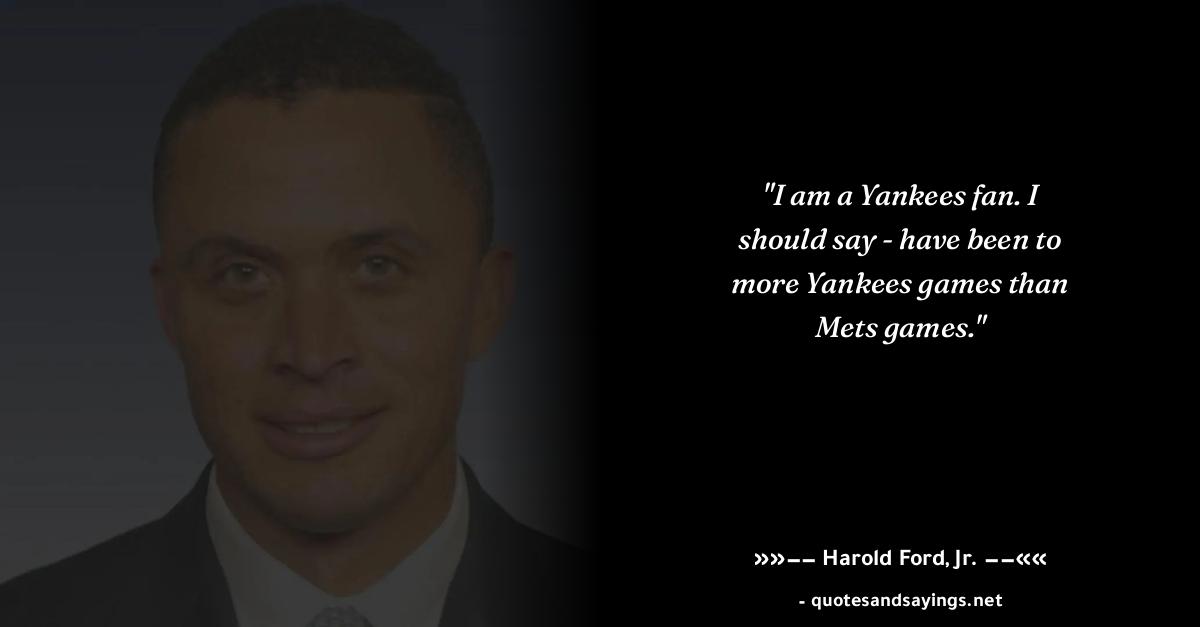 "I am a Yankees fan. I
should say - have been to
more Yankees games than
Mets games."
»»–– Harold Ford, Jr. ––««
- quotesandsayings.net